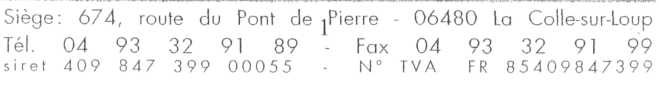 Siège: 674, route du Pont de Pierre - 06480 La Colle-sur-Loup
1
Tél. 04 93 32 91 89 - Fax 04 93 32 91 99
siret 409 847 399 00055 - N° TVA FR 85409847399